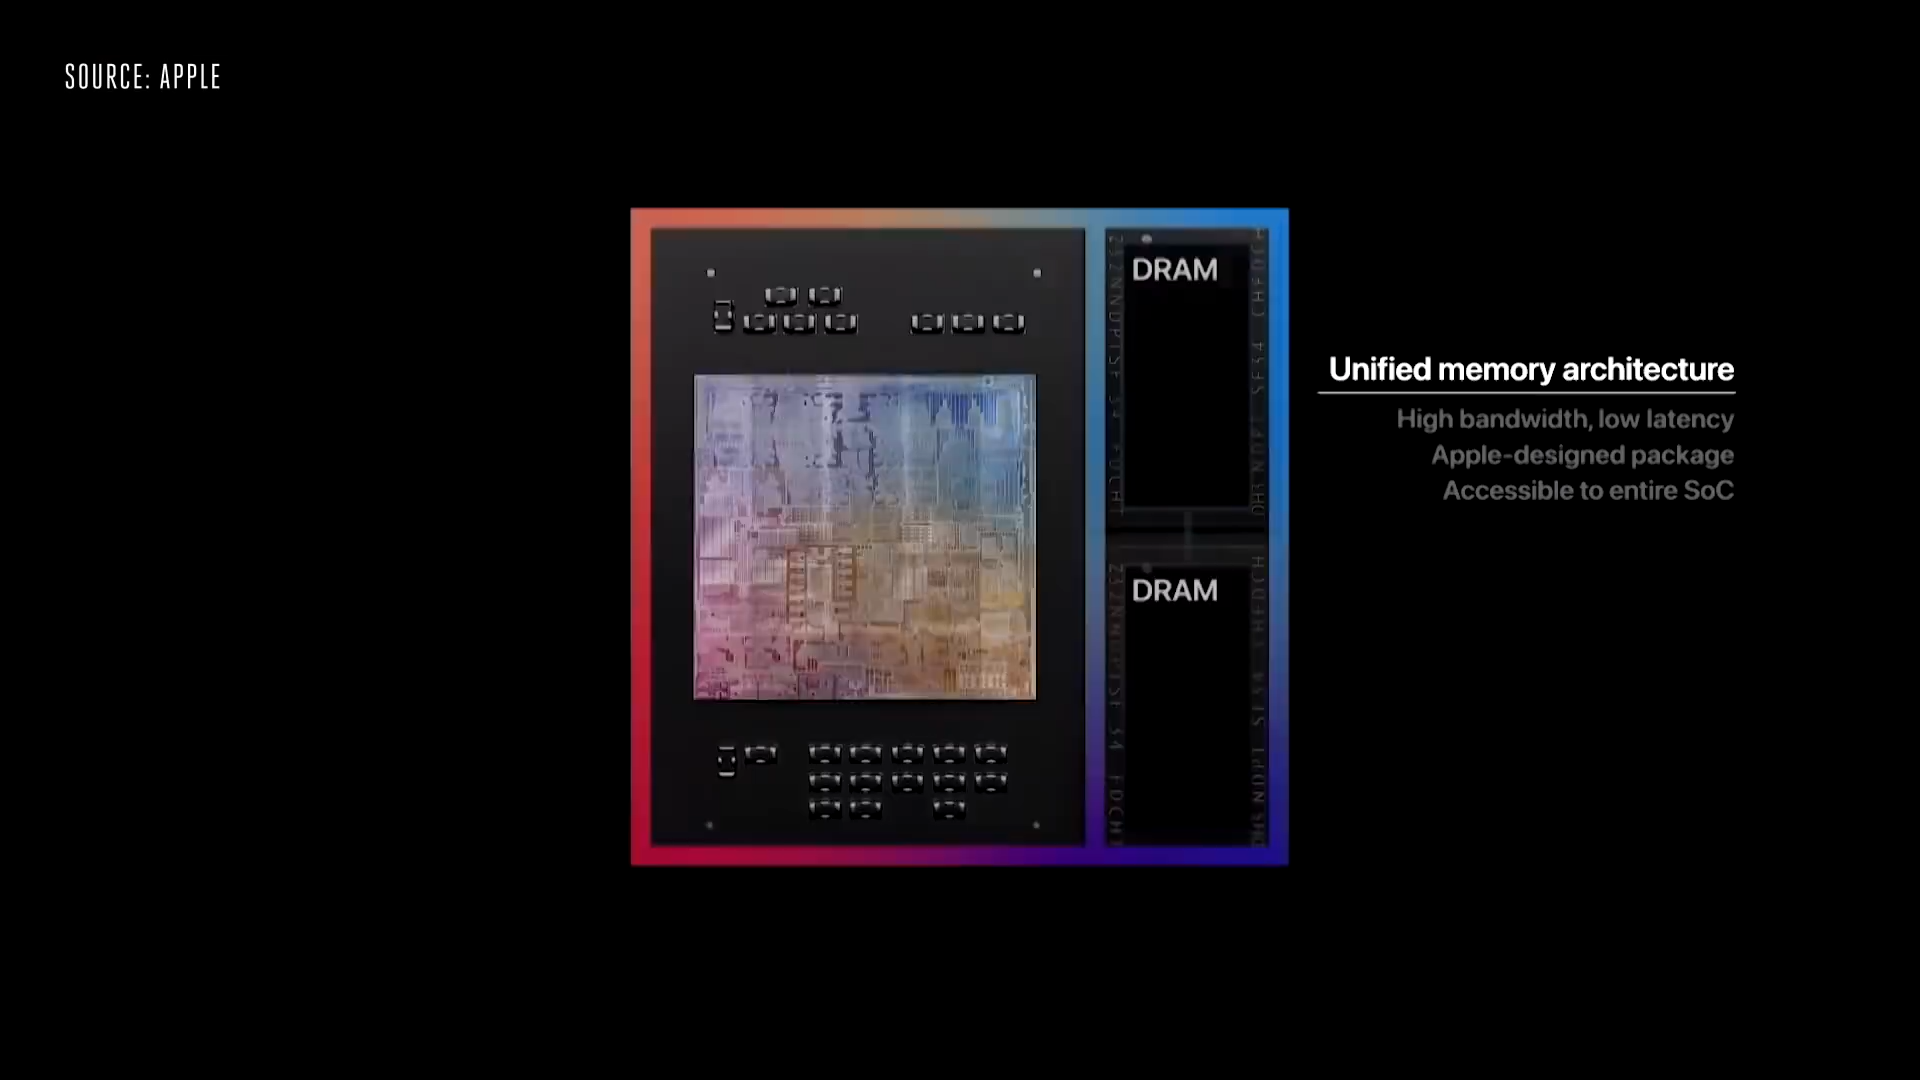 SOURCE: APPLE
DRAM
Unified memory architecture
High bandwidth, low latency
Apple-designed package
Accessible to entire SoC
DRAM